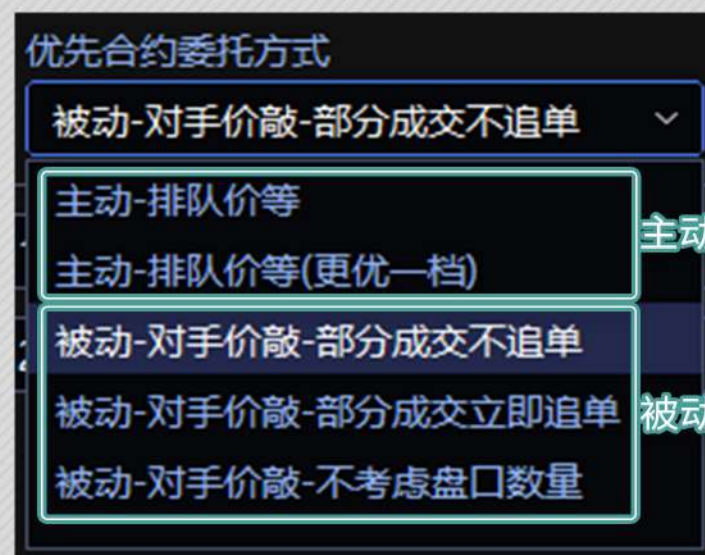 优先合约委托方式
被动-对手价敲-部分成交不追单
主动-排队价等
主动-排队价等(更优一档)
主动
被动-对手价敲-部分成交不追单
被动-对手价敲-部分成交立即追单
被动
被动-对手价敲-不考虑盘口数量